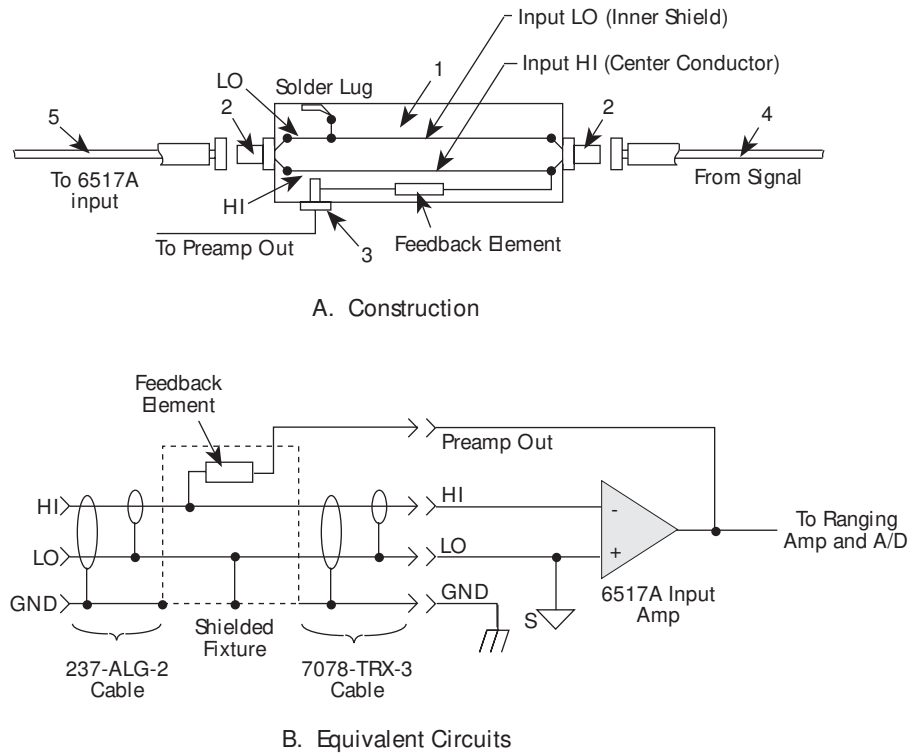 Input LO (Inner Shield)
Input HI (Center Conductor)
LO
Solder Lug
1
5
2
2
4
To 6517A
input
From Signal
HI
To Preamp Out
3
Feedback Element
A. Construction
Feedback
Element
Preamp Out
HI
HI
-
To Ranging
Amp and A/D
LO
LO
+
6517A Input
Amp
GND
GND
S
Shielded
Fixture
237-ALG-2
Cable
7078-TRX-3
Cable
B. Equivalent Circuits